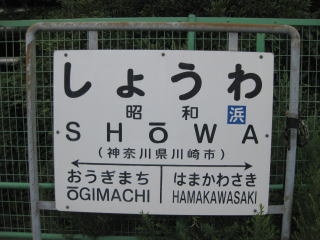 しょうわ
昭和 浜
SHŌWA
（神奈川県川崎市）
おうぎまち はまかわさき
ŌGIMACHI HAMAKAWASAKI